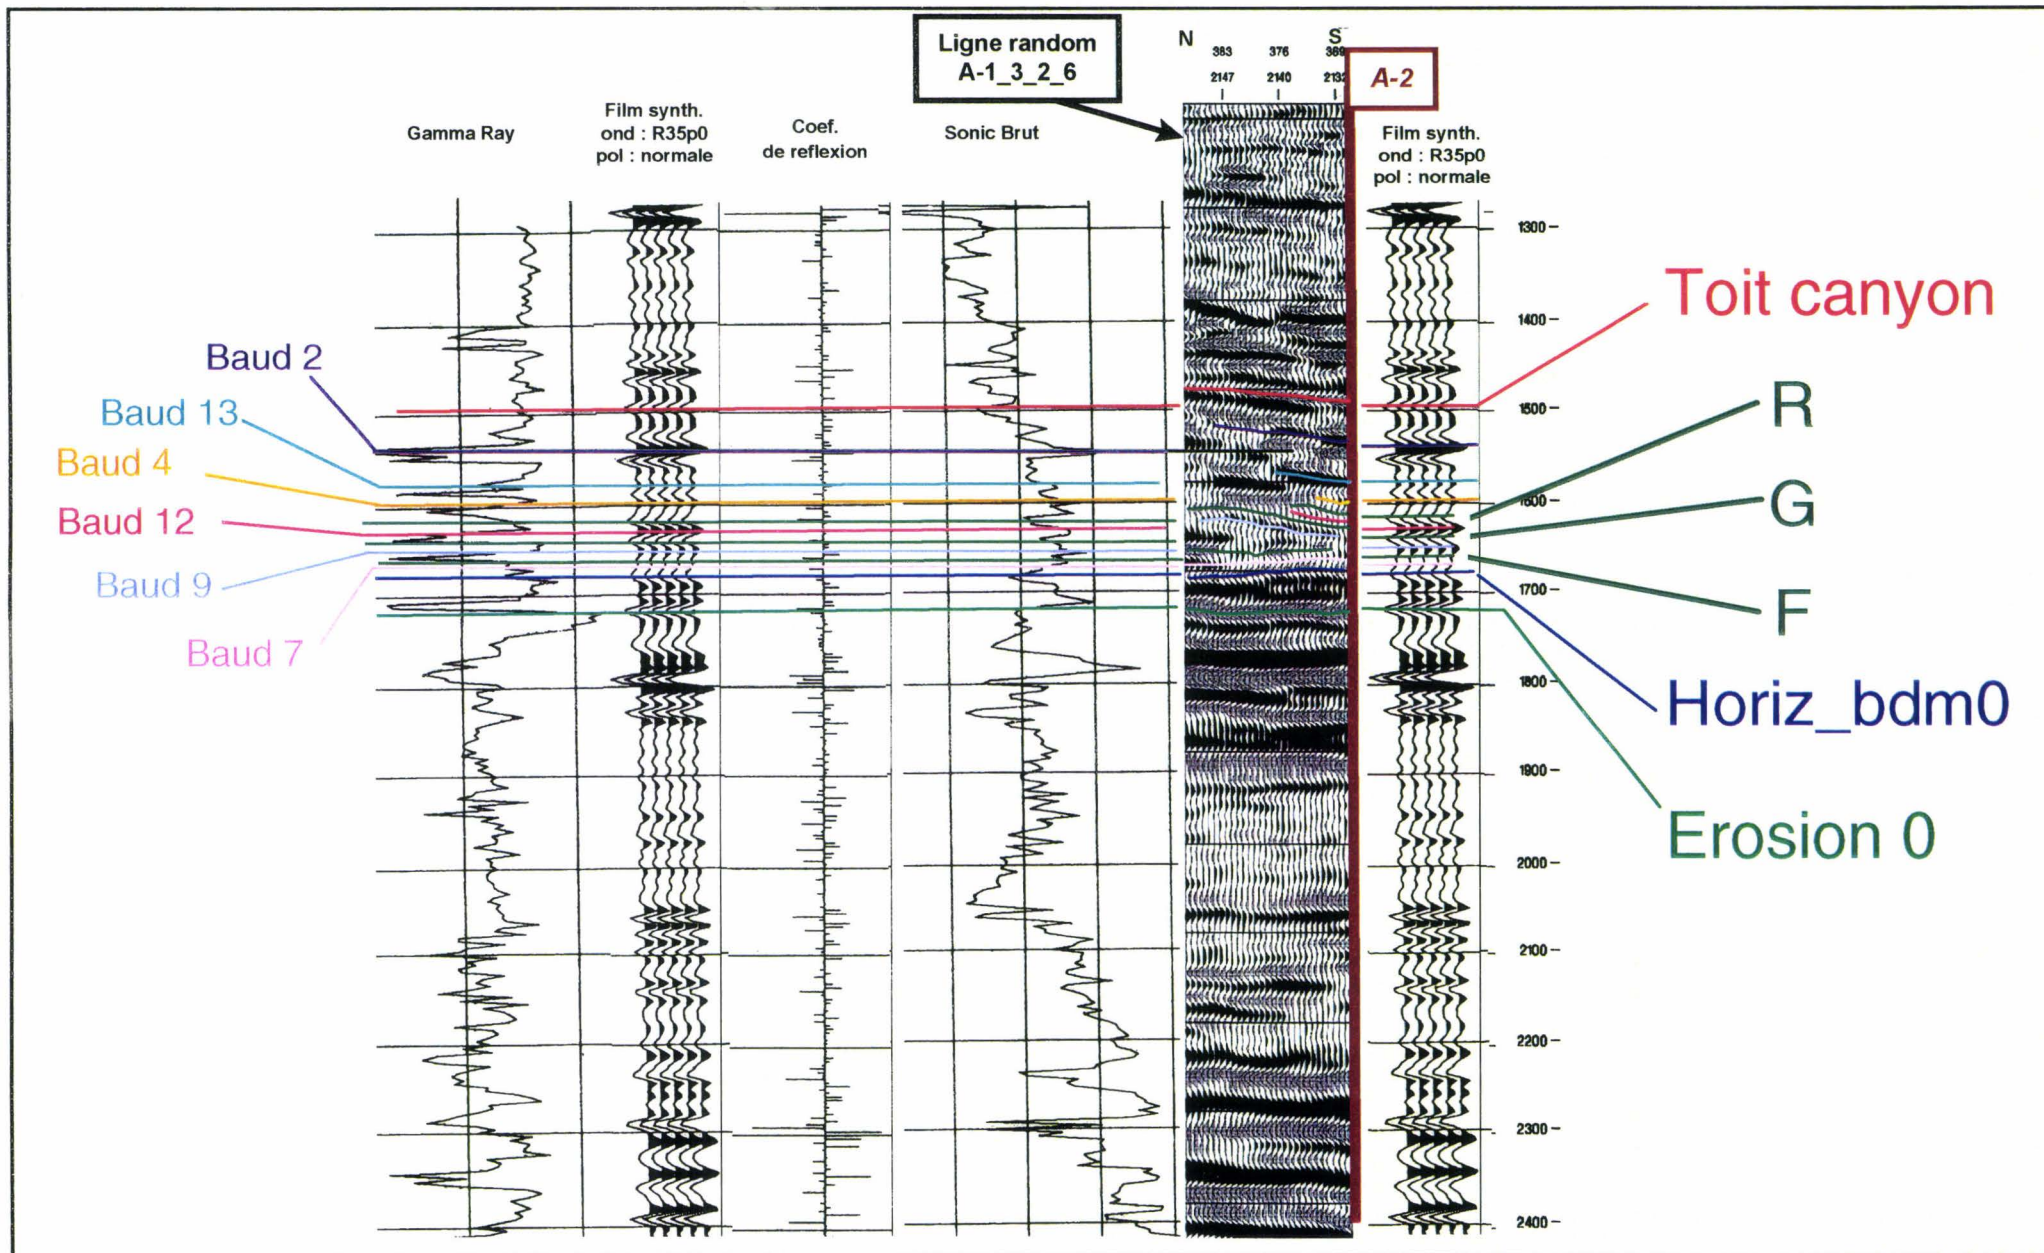 Ligne random
A-1_3_2_6
N
S
383
376
369
2147
2140
2132
A-2
Gamma Ray
Film synth.
ond : R35p0
pol : normale
Coef.
de reflexion
Sonic Brut
Film synth.
ond : R35p0
pol : normale
1300
1400
1500
1600
1700
1800
1900
2000
2100
2200
2300
2400
Baud 2
Baud 13
Baud 4
Baud 12
Baud 9
Baud 7
Toit canyon
R
G
F
Horiz_bdm0
Erosion 0